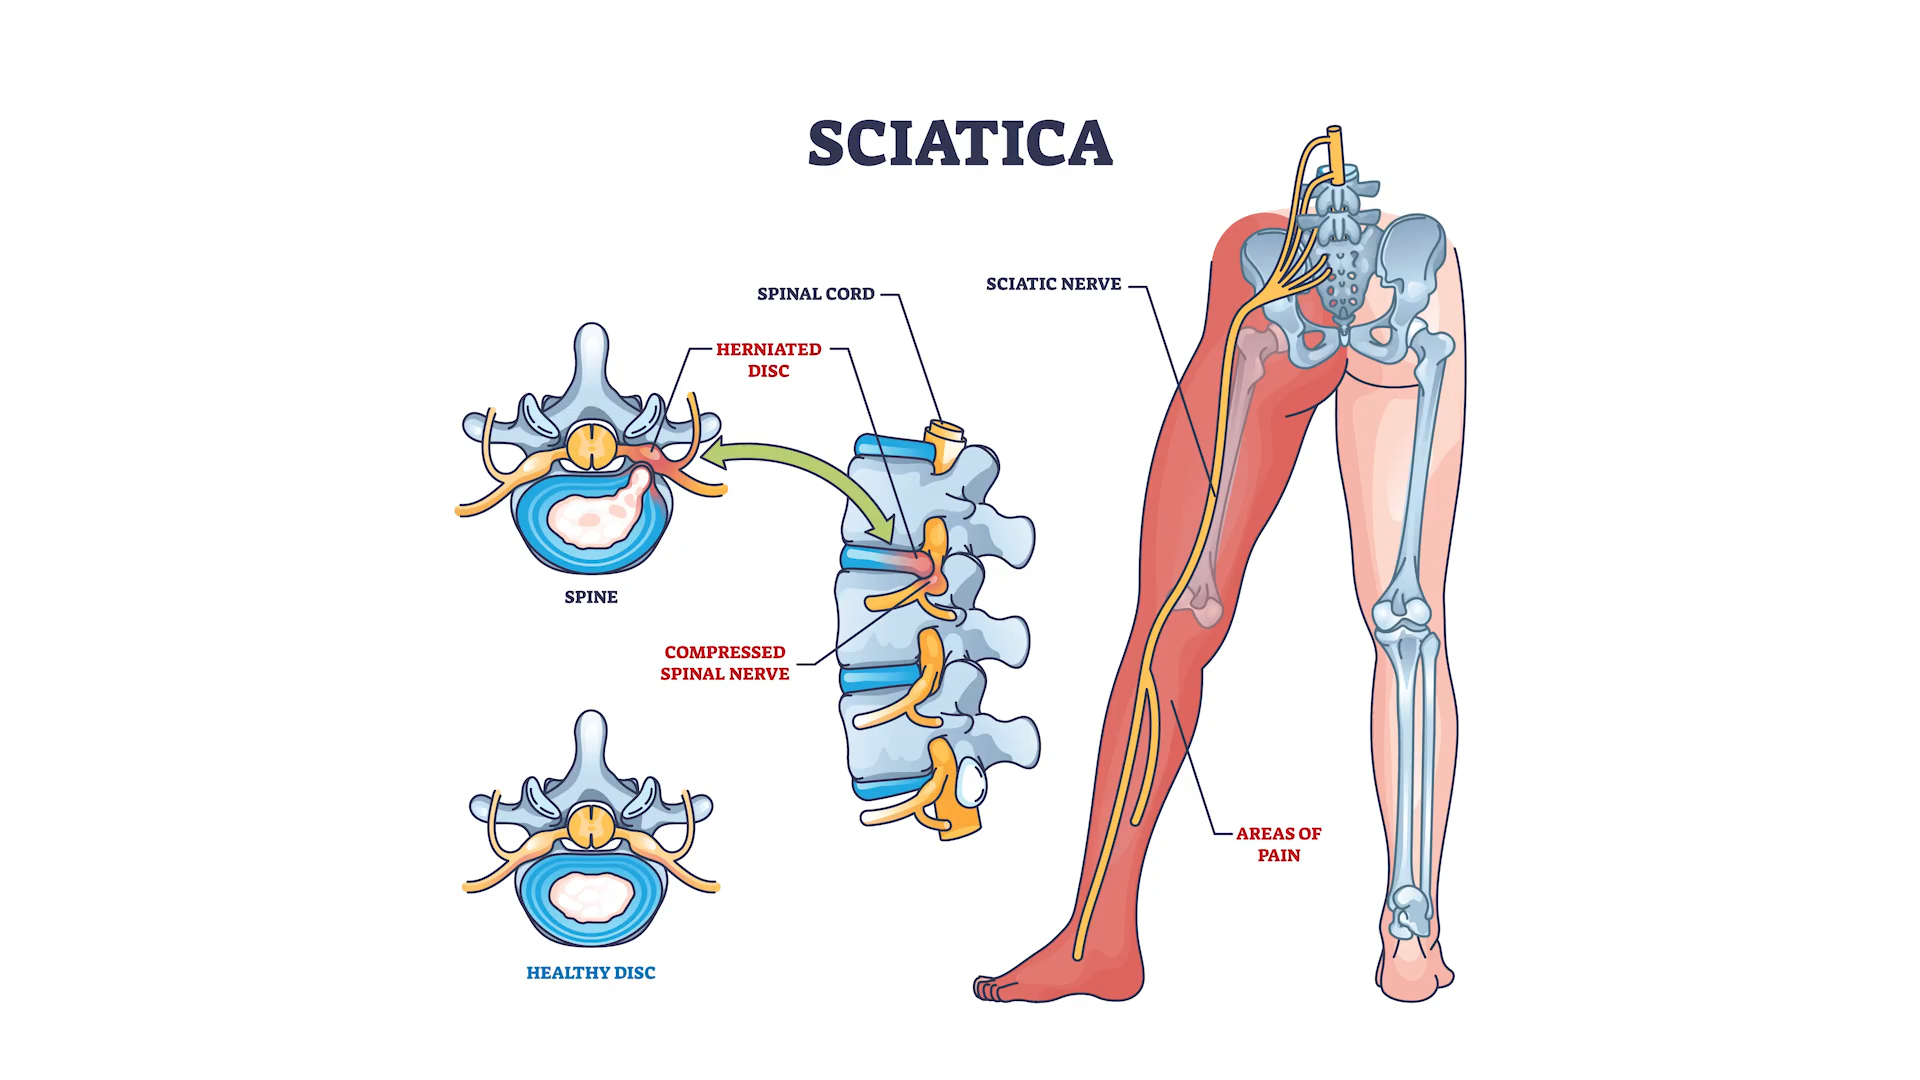 SCIATICA
SPINAL CORD
SCIATIC NERVE
HERNIATED
DISC
SPINE
COMPRESSED
SPINAL NERVE
AREAS OF
PAIN
HEALTHY DISC